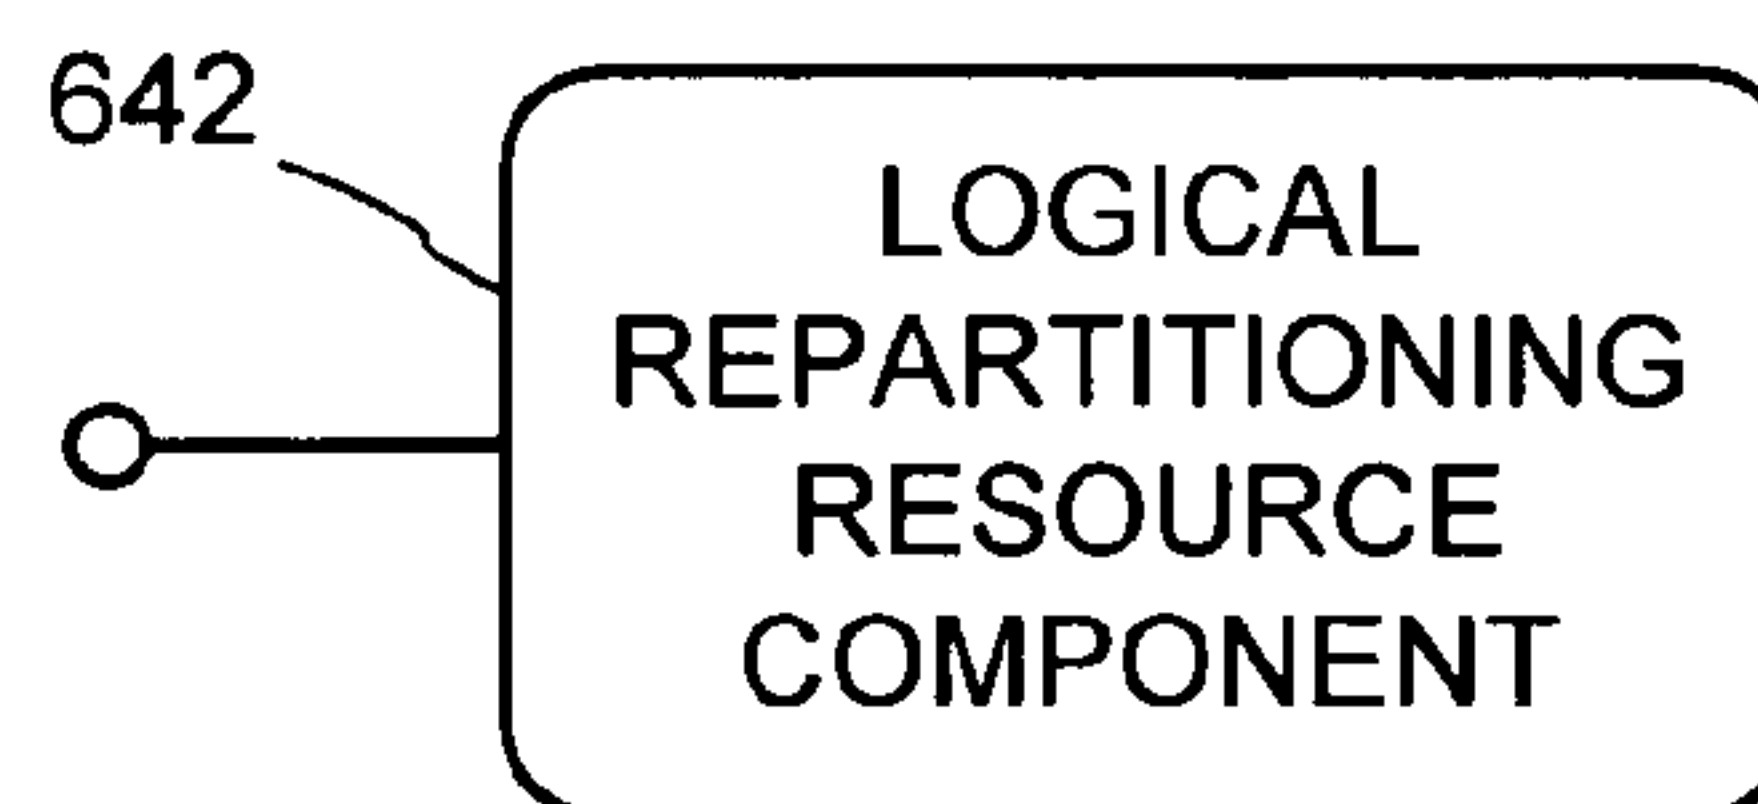 642
LOGICAL
REPARTITIONING
RESOURCE
COMPONENT